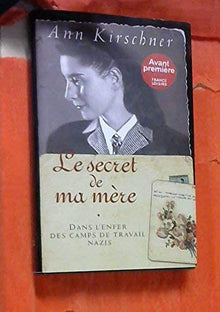 Ann Kirschner
Avant
première
FRANCE
LOISIRS
Le secret
de
ma mère
DANS L'ENFER
DES CAMPS DE TRAVAIL
NAZIS